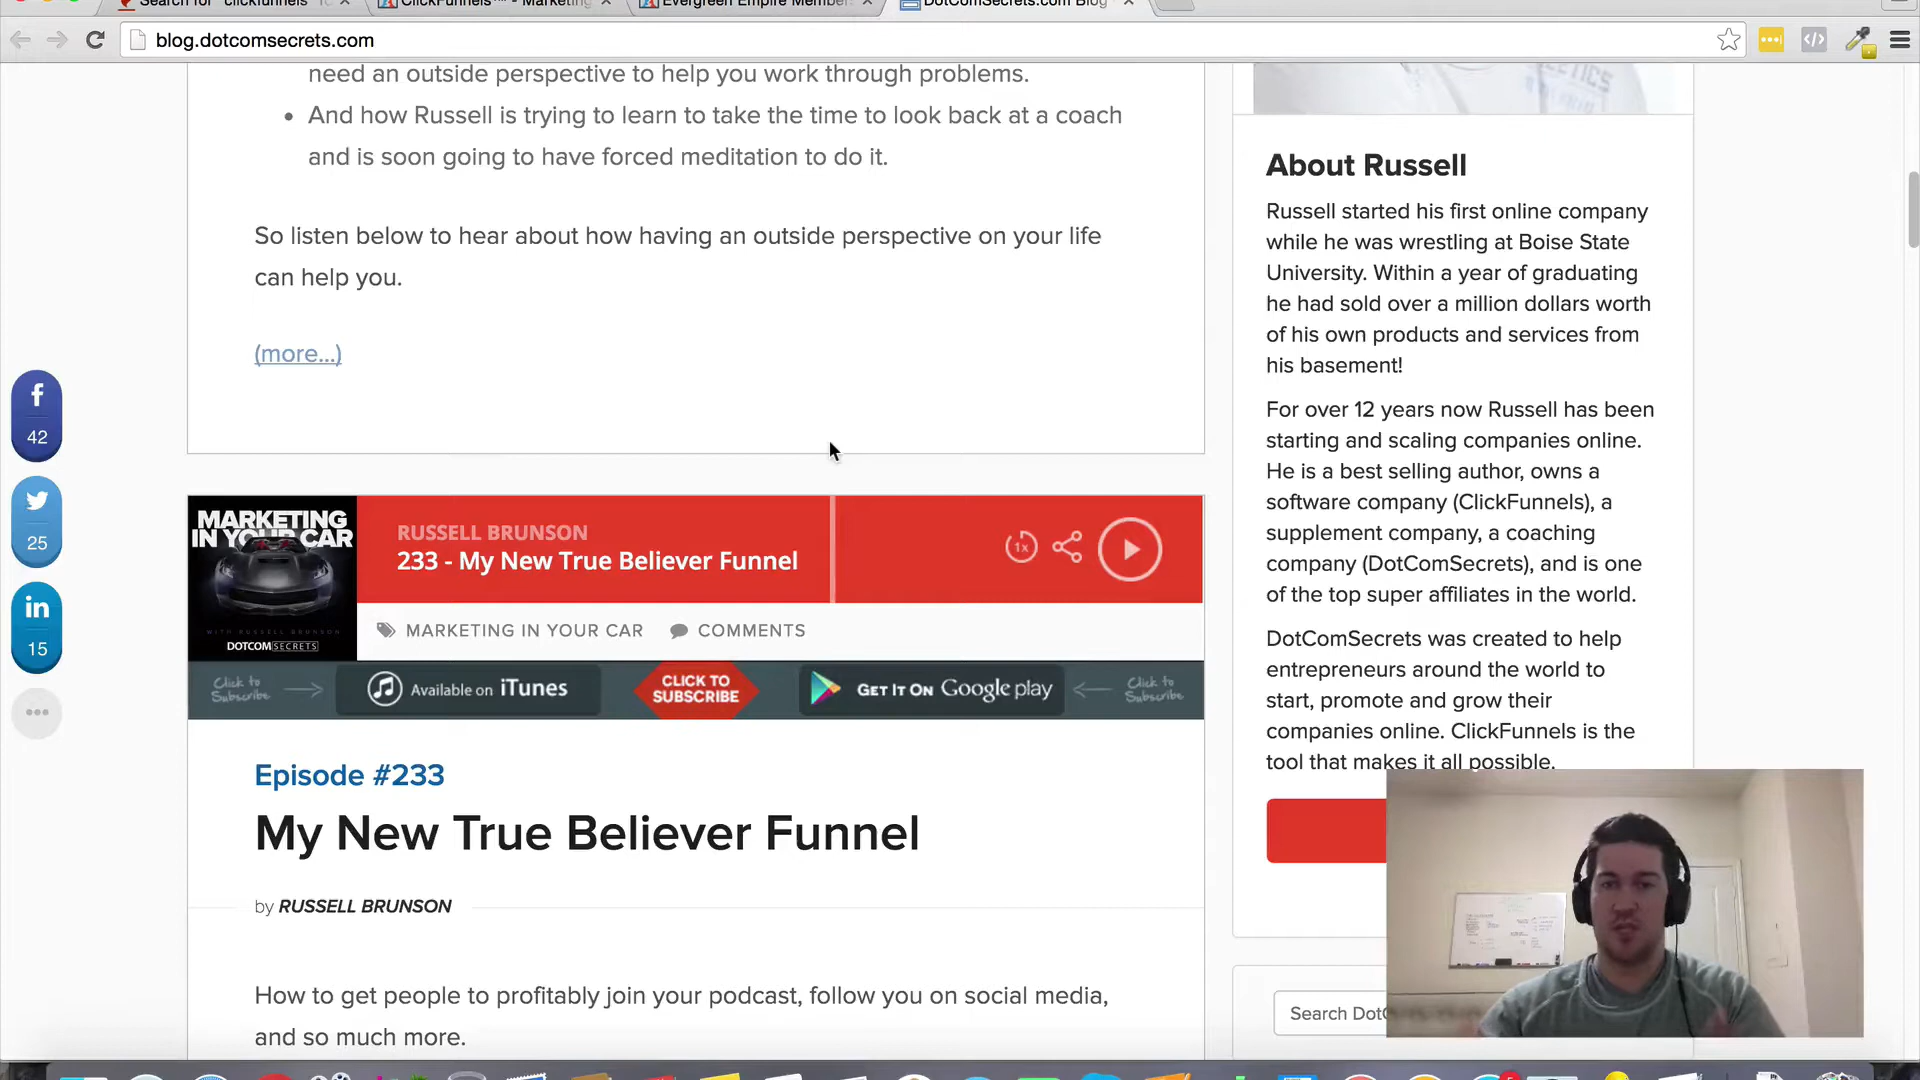 Search for "clickfunnels"
ClickFunnels™ - Marketing
Evergreen Empire Members
DotComSecrets.com Blog
blog.dotcomsecrets.com
need an outside perspective to help you work through problems.
• And how Russell is trying to learn to take the time to look back at a coach
and is soon going to have forced meditation to do it.
So listen below to hear about how having an outside perspective on your life
can help you.
(more...)
42
25
in
15
MARKETING
IN YOUR CAR
WITH RUSSELL BRUNSON
DOTCOMSECRETS
RUSSELL BRUNSON
233 - My New True Believer Funnel
1x
MARKETING IN YOUR CAR
COMMENTS
Click to
Subscribe
Available on iTunes
CLICK TO
SUBSCRIBE
GET IT ON Google play
Click to
Subscribe
Episode #233
My New True Believer Funnel
by RUSSELL BRUNSON
How to get people to profitably join your podcast, follow you on social media,
and so much more.
About Russell
Russell started his first online company
while he was wrestling at Boise State
University. Within a year of graduating
he had sold over a million dollars worth
of his own products and services from
his basement!
For over 12 years now Russell has been
starting and scaling companies online.
He is a best selling author, owns a
software company (ClickFunnels), a
supplement company, a coaching
company (DotComSecrets), and is one
of the top super affiliates in the world.
DotComSecrets was created to help
entrepreneurs around the world to
start, promote and grow their
companies online. ClickFunnels is the
tool that makes it all possible.
Search